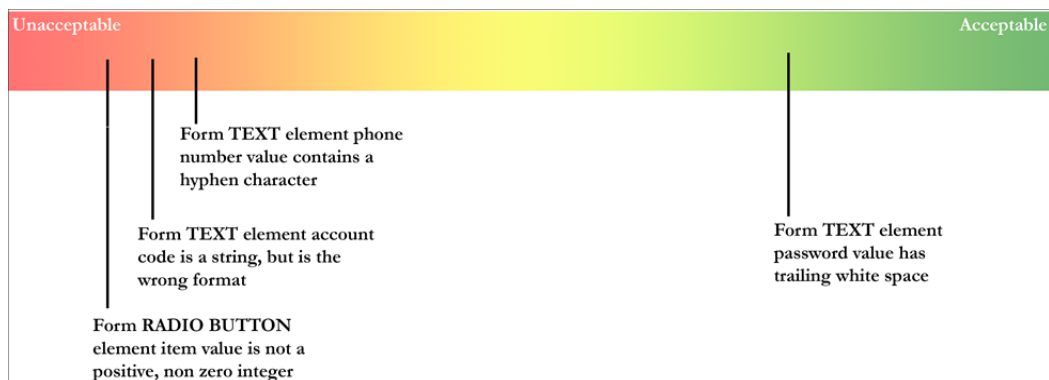 Unacceptable
Acceptable
Form TEXT element phone
number value contains a
hyphen character
Form TEXT element account
code is a string, but is the
wrong format
Form TEXT element
password value has
trailing white space
Form RADIO BUTTON
element item value is not a
positive, non zero integer